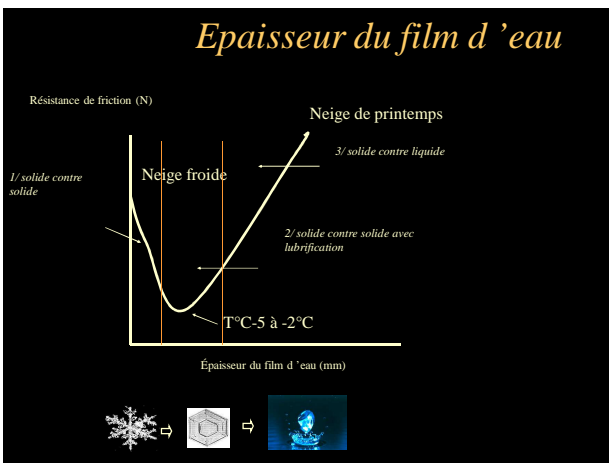 Epaisseur du film d ’eau
Résistance de friction (N)
Neige de printemps
3/ solide contre liquide
1/ solide contre
solide
Neige froide
2/ solide contre solide avec
lubrification
T°C-5 à -2°C
Épaisseur du film d ’eau (mm)